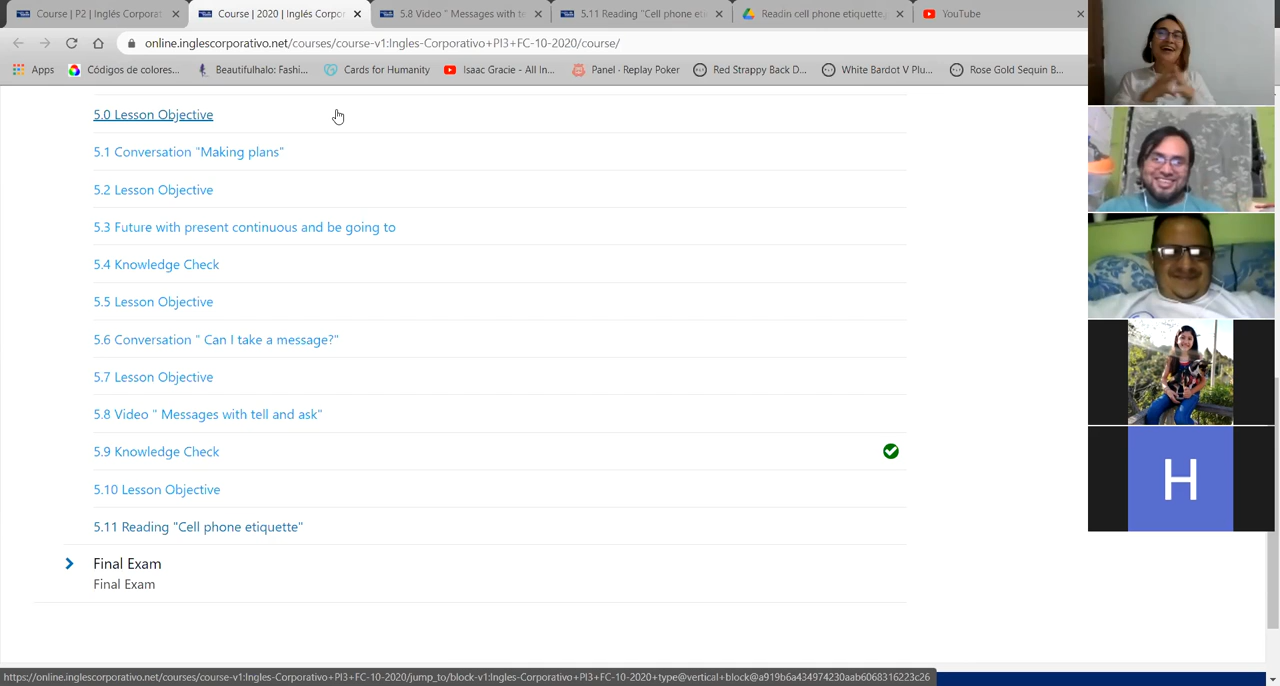 Course | P2 | Inglés Corporat
Course | 2020 | Inglés Corpor
5.8 Video " Messages with te
5.11 Reading "Cell phone et
Readin cell phone etiquette
YouTube
online.inglescorporativo.net/courses/course-v1:Ingles-Corporativo+PI3+FC-10-2020/course/
Apps
Códigos de colores...
Beautifulhalo: Fashi...
Cards for Humanity
Isaac Gracie - All In...
Panel · Replay Poker
Red Strappy Back D...
White Bardot V Plu...
Rose Gold Sequin B...
5.0 Lesson Objective
5.1 Conversation "Making plans"
5.2 Lesson Objective
5.3 Future with present continuous and be going to
5.4 Knowledge Check
5.5 Lesson Objective
5.6 Conversation " Can I take a message?"
5.7 Lesson Objective
5.8 Video " Messages with tell and ask"
5.9 Knowledge Check
5.10 Lesson Objective
5.11 Reading "Cell phone etiquette"
Final Exam
Final Exam
H
https://online.inglescorporativo.net/courses/course-v1:Ingles-Corporativo+PI3+FC-10-2020/jump_to/block-v1:Ingles-Corporativo+PI3+FC-10-2020+type@vertical+block@a919b6a434974230aab6068316223c26